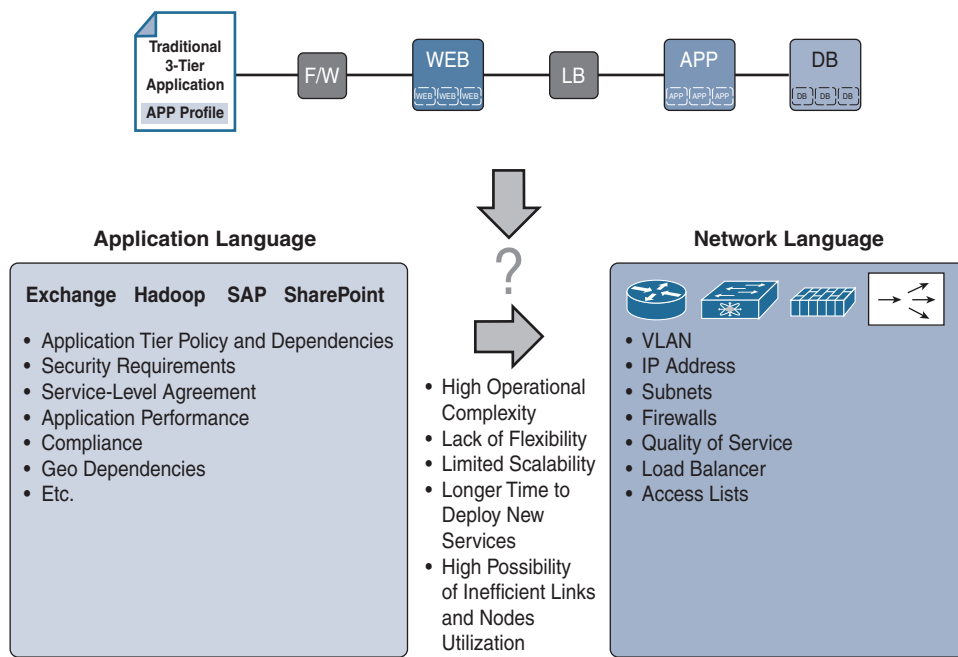 Traditional
3-Tier
Application
APP Profile
F/W
WEB
WEB WEB WEB
LB
APP
APP APP APP
DB
DB DB DB
?
Application Language
Exchange Hadoop SAP SharePoint
• Application Tier Policy and Dependencies
• Security Requirements
• Service-Level Agreement
• Application Performance
• Compliance
• Geo Dependencies
• Etc.
• High Operational
Complexity
• Lack of Flexibility
• Limited Scalability
• Longer Time to
Deploy New
Services
• High Possibility
of Inefficient Links
and Nodes
Utilization
Network Language
• VLAN
• IP Address
• Subnets
• Firewalls
• Quality of Service
• Load Balancer
• Access Lists